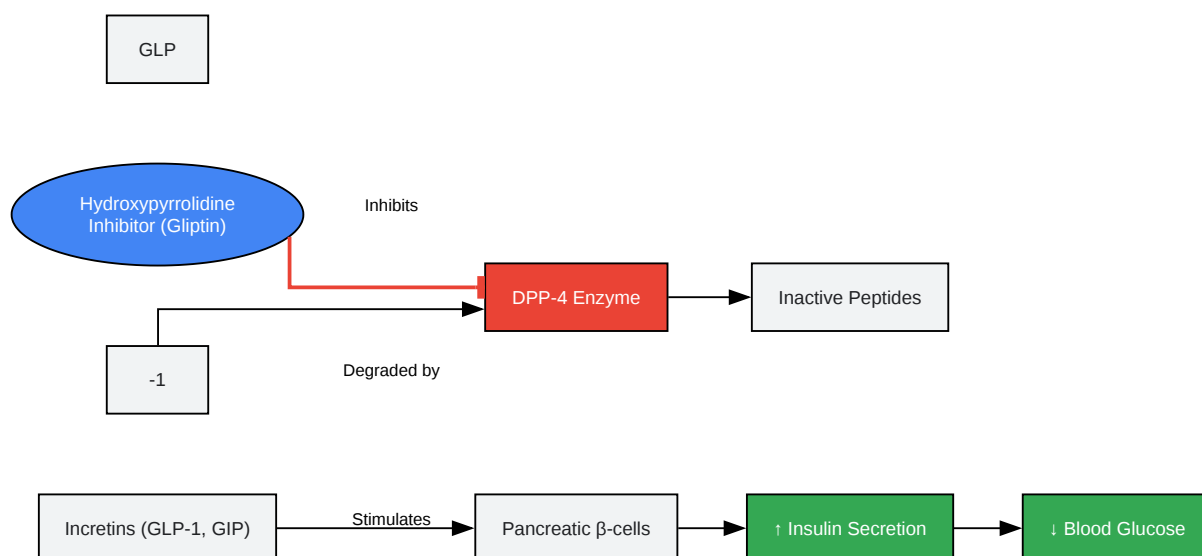 GLP
Hydroxypyrrolidine
Inhibitor (Gliptin)
Inhibits
DPP-4 Enzyme
Inactive Peptides
-1
Degraded by
Incretins (GLP-1, GIP)
Stimulates
Pancreatic β-cells
↑ Insulin Secretion
↓ Blood Glucose